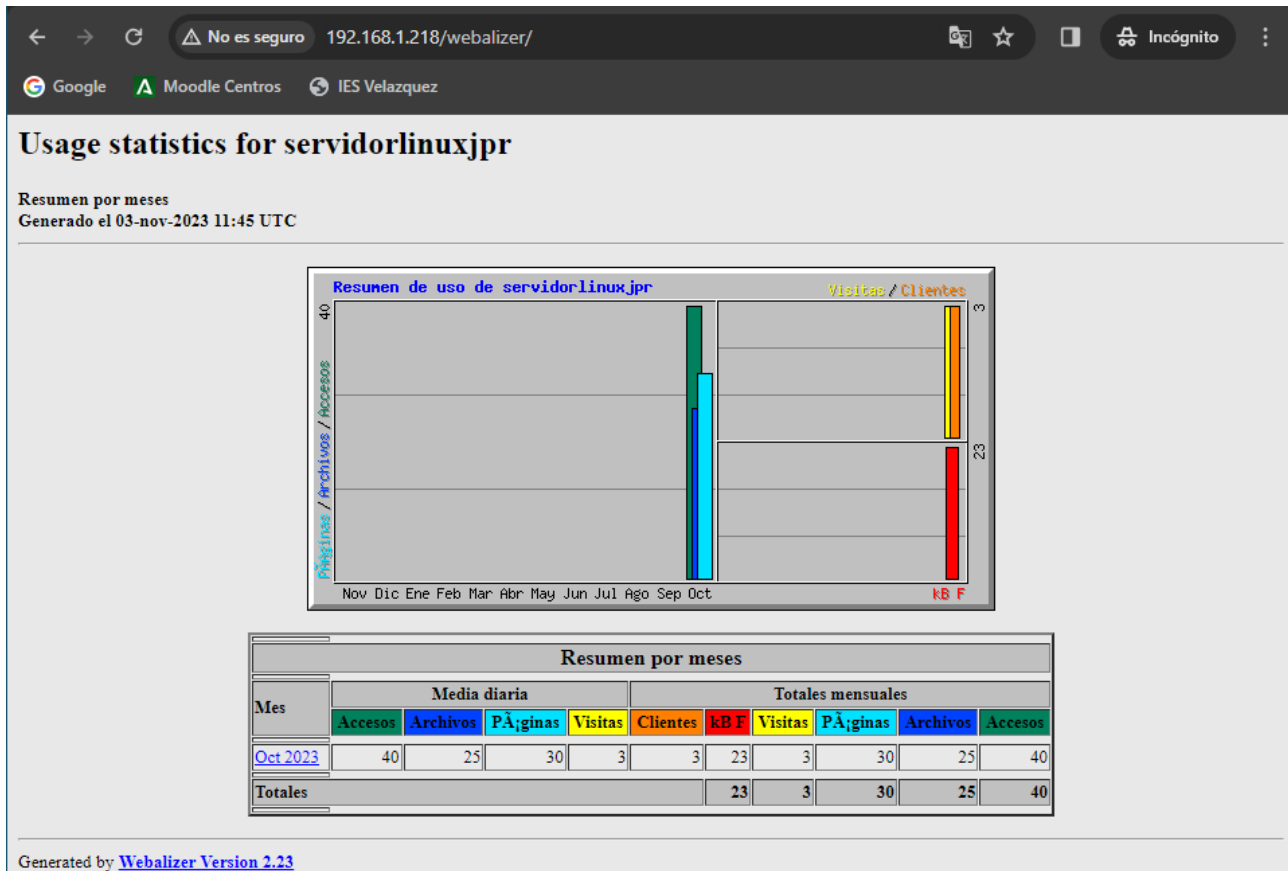 No es seguro 192.168.1.218/webalizer/ Incógnito
Google Moodle Centros IES Velazquez
Usage statistics for servidorlinuxjpr
Resumen por meses
Generado el 03-nov-2023 11:45 UTC
Resumen de uso de servidorlinuxjpr
Visitas / Clientes
40
3
PÃ¡ginas / Archivos / Accesos
23
Nov Dic Ene Feb Mar Abr May Jun Jul Ago Sep Oct
kB F
Resumen por meses
Mes Media diaria Totales mensuales
Accesos Archivos PÃ¡ginas Visitas Clientes kB F Visitas PÃ¡ginas Archivos Accesos
Oct 2023 40 25 30 3 3 23 3 30 25 40
Totales 23 3 30 25 40
Generated by Webalizer Version 2.23